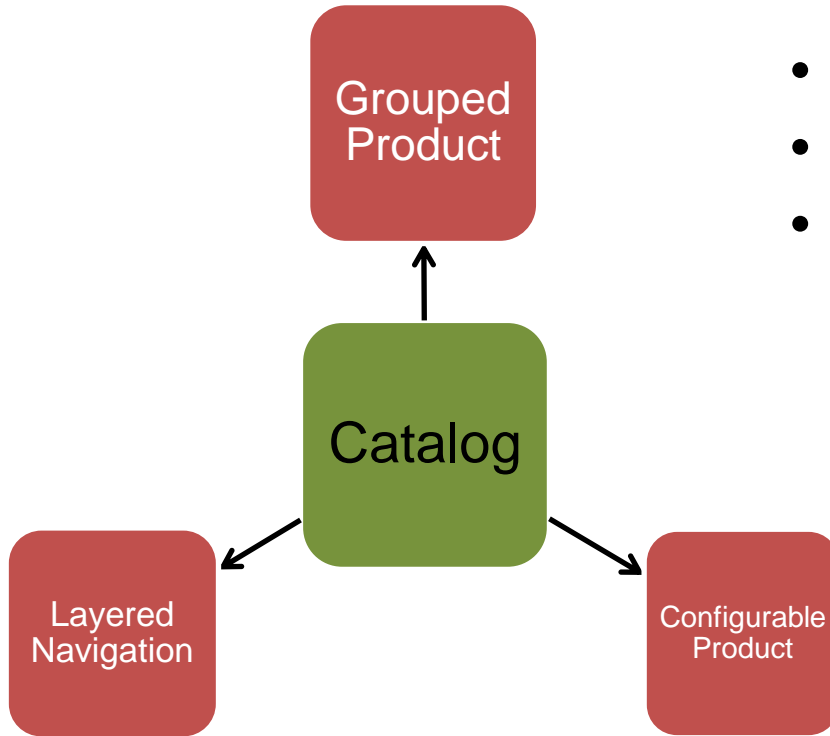 Grouped
Product
Catalog
Layered
Navigation
Configurable
Product